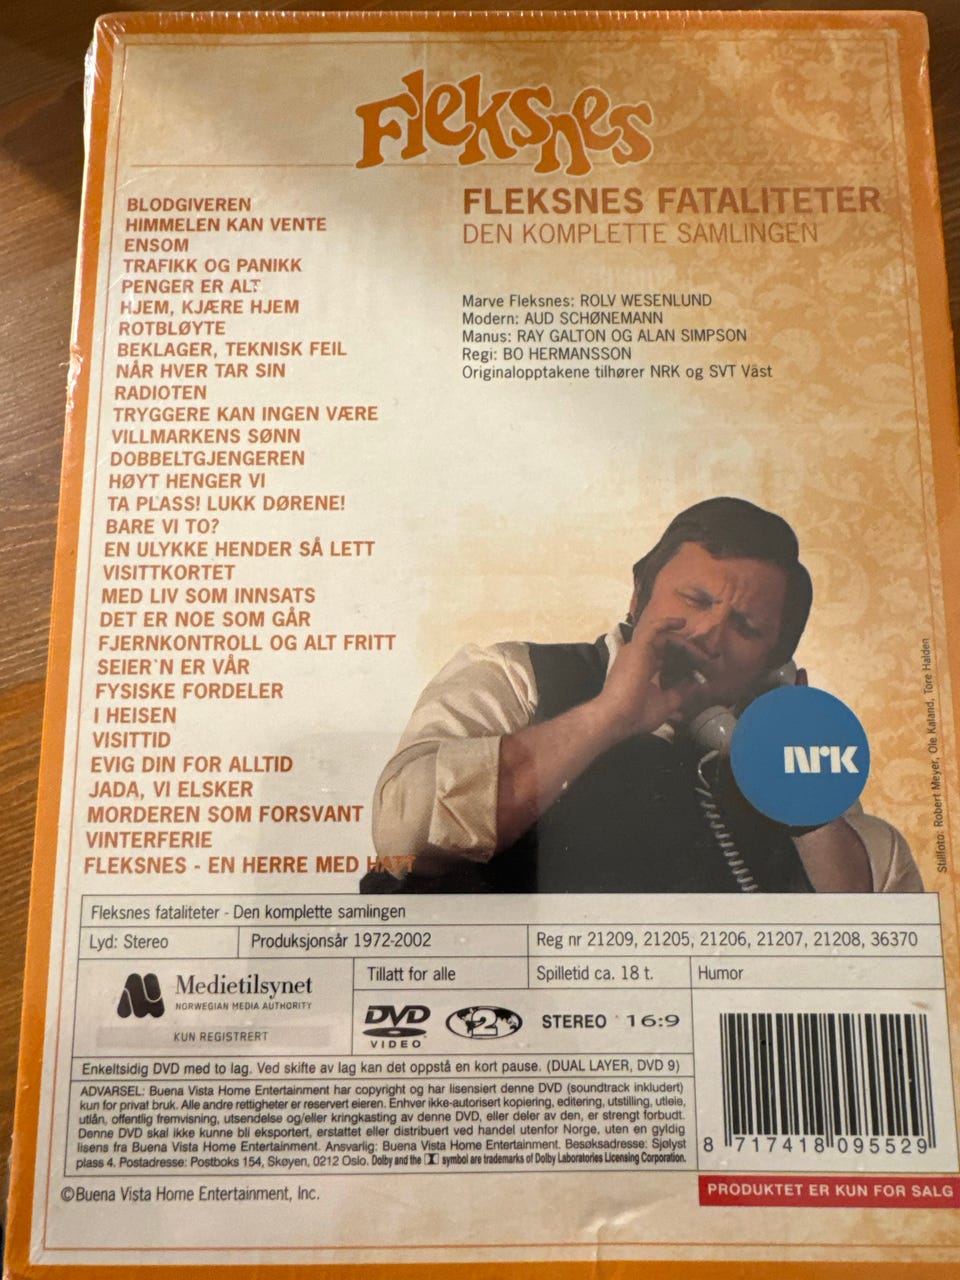 Fleksnes
FLEKSNES FATALITETER
DEN KOMPLETTE SAMLINGEN
BLODGIVEREN
HIMMELEN KAN VENTE
ENSOM
TRAFIKK OG PANIKK
PENGER ER ALT
HJEM, KJÆRE HJEM
ROTBLØYTE
BEKLAGER, TEKNISK FEIL
NÅR HVER TAR SIN
RADIOTEN
TRYGGERE KAN INGEN VÆRE
VILLMARKENS SØNN
DOBBELTGJENGEREN
HØYT HENGER VI
TA PLASS! LUKK DØRENE!
BARE VI TO?
EN ULYKKE HENDER SÅ LETT
VISITTKORTET
MED LIV SOM INNSATS
DET ER NOE SOM GÅR
FJERNKONTROLL OG ALT FRITT
SEIER'N ER VÅR
FYSISKE FORDELER
I HEISEN
VISITTID
EVIG DIN FOR ALLTID
JADA, VI ELSKER
MORDEREN SOM FORSVANT
VINTERFERIE
FLEKSNES - EN HERRE MED HATT
Marve Fleksnes: ROLV WESENLUND
Modern: AUD SCHØNEMANN
Manus: RAY GALTON OG ALAN SIMPSON
Regi: BO HERMANSSON
Originalopptakene tilhører NRK og SVT Väst
NRK
Stillfoto: Robert Meyer, Ole Kaland, Tore Halden
Fleksnes fataliteter - Den komplette samlingen
Lyd: Stereo
Produksjonsår 1972-2002
Reg nr 21209, 21205, 21206, 21207, 21208, 36370
Medietilsynet
NORWEGIAN MEDIA AUTHORITY
KUN REGISTRERT
Tillatt for alle
Spilletid ca. 18 t.
Humor
DVD
VIDEO
2
STEREO 16:9
Enkeltsidig DVD med to lag. Ved skifte av lag kan det oppstå en kort pause. (DUAL LAYER, DVD 9)
ADVARSEL: Buena Vista Home Entertainment har copyright og har lisensiert denne DVD (soundtrack inkludert)
kun for privat bruk. Alle andre rettigheter er reservert eieren. Enhver ikke-autorisert kopiering, editering, utstilling, utleie,
utlån, offentlig fremvisning, utsendelse og/eller kringkasting av denne DVD, eller deler av den, er strengt forbudt.
Denne DVD skal ikke kunne bli eksportert, erstattet eller distribuert ved handel utenfor Norge, uten en gyldig
lisens fra Buena Vista Home Entertainment. Ansvarlig: Buena Vista Home Entertainment. Besøksadresse: Sjølyst
plass 4. Postadresse: Postboks 154, Skøyen, 0212 Oslo. Dolby and the symbol are trademarks of Dolby Laboratories Licensing Corporation.
8 717418 095529
©Buena Vista Home Entertainment, Inc.
PRODUKTET ER KUN FOR SALG